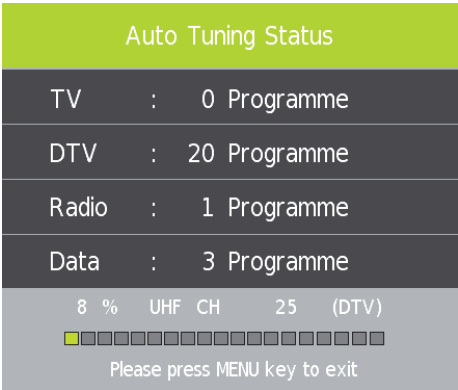 Auto Tuning Status
TV : 0 Programme
DTV : 20 Programme
Radio : 1 Programme
Data : 3 Programme
8 % UHF CH 25 (DTV)
Please press MENU key to exit